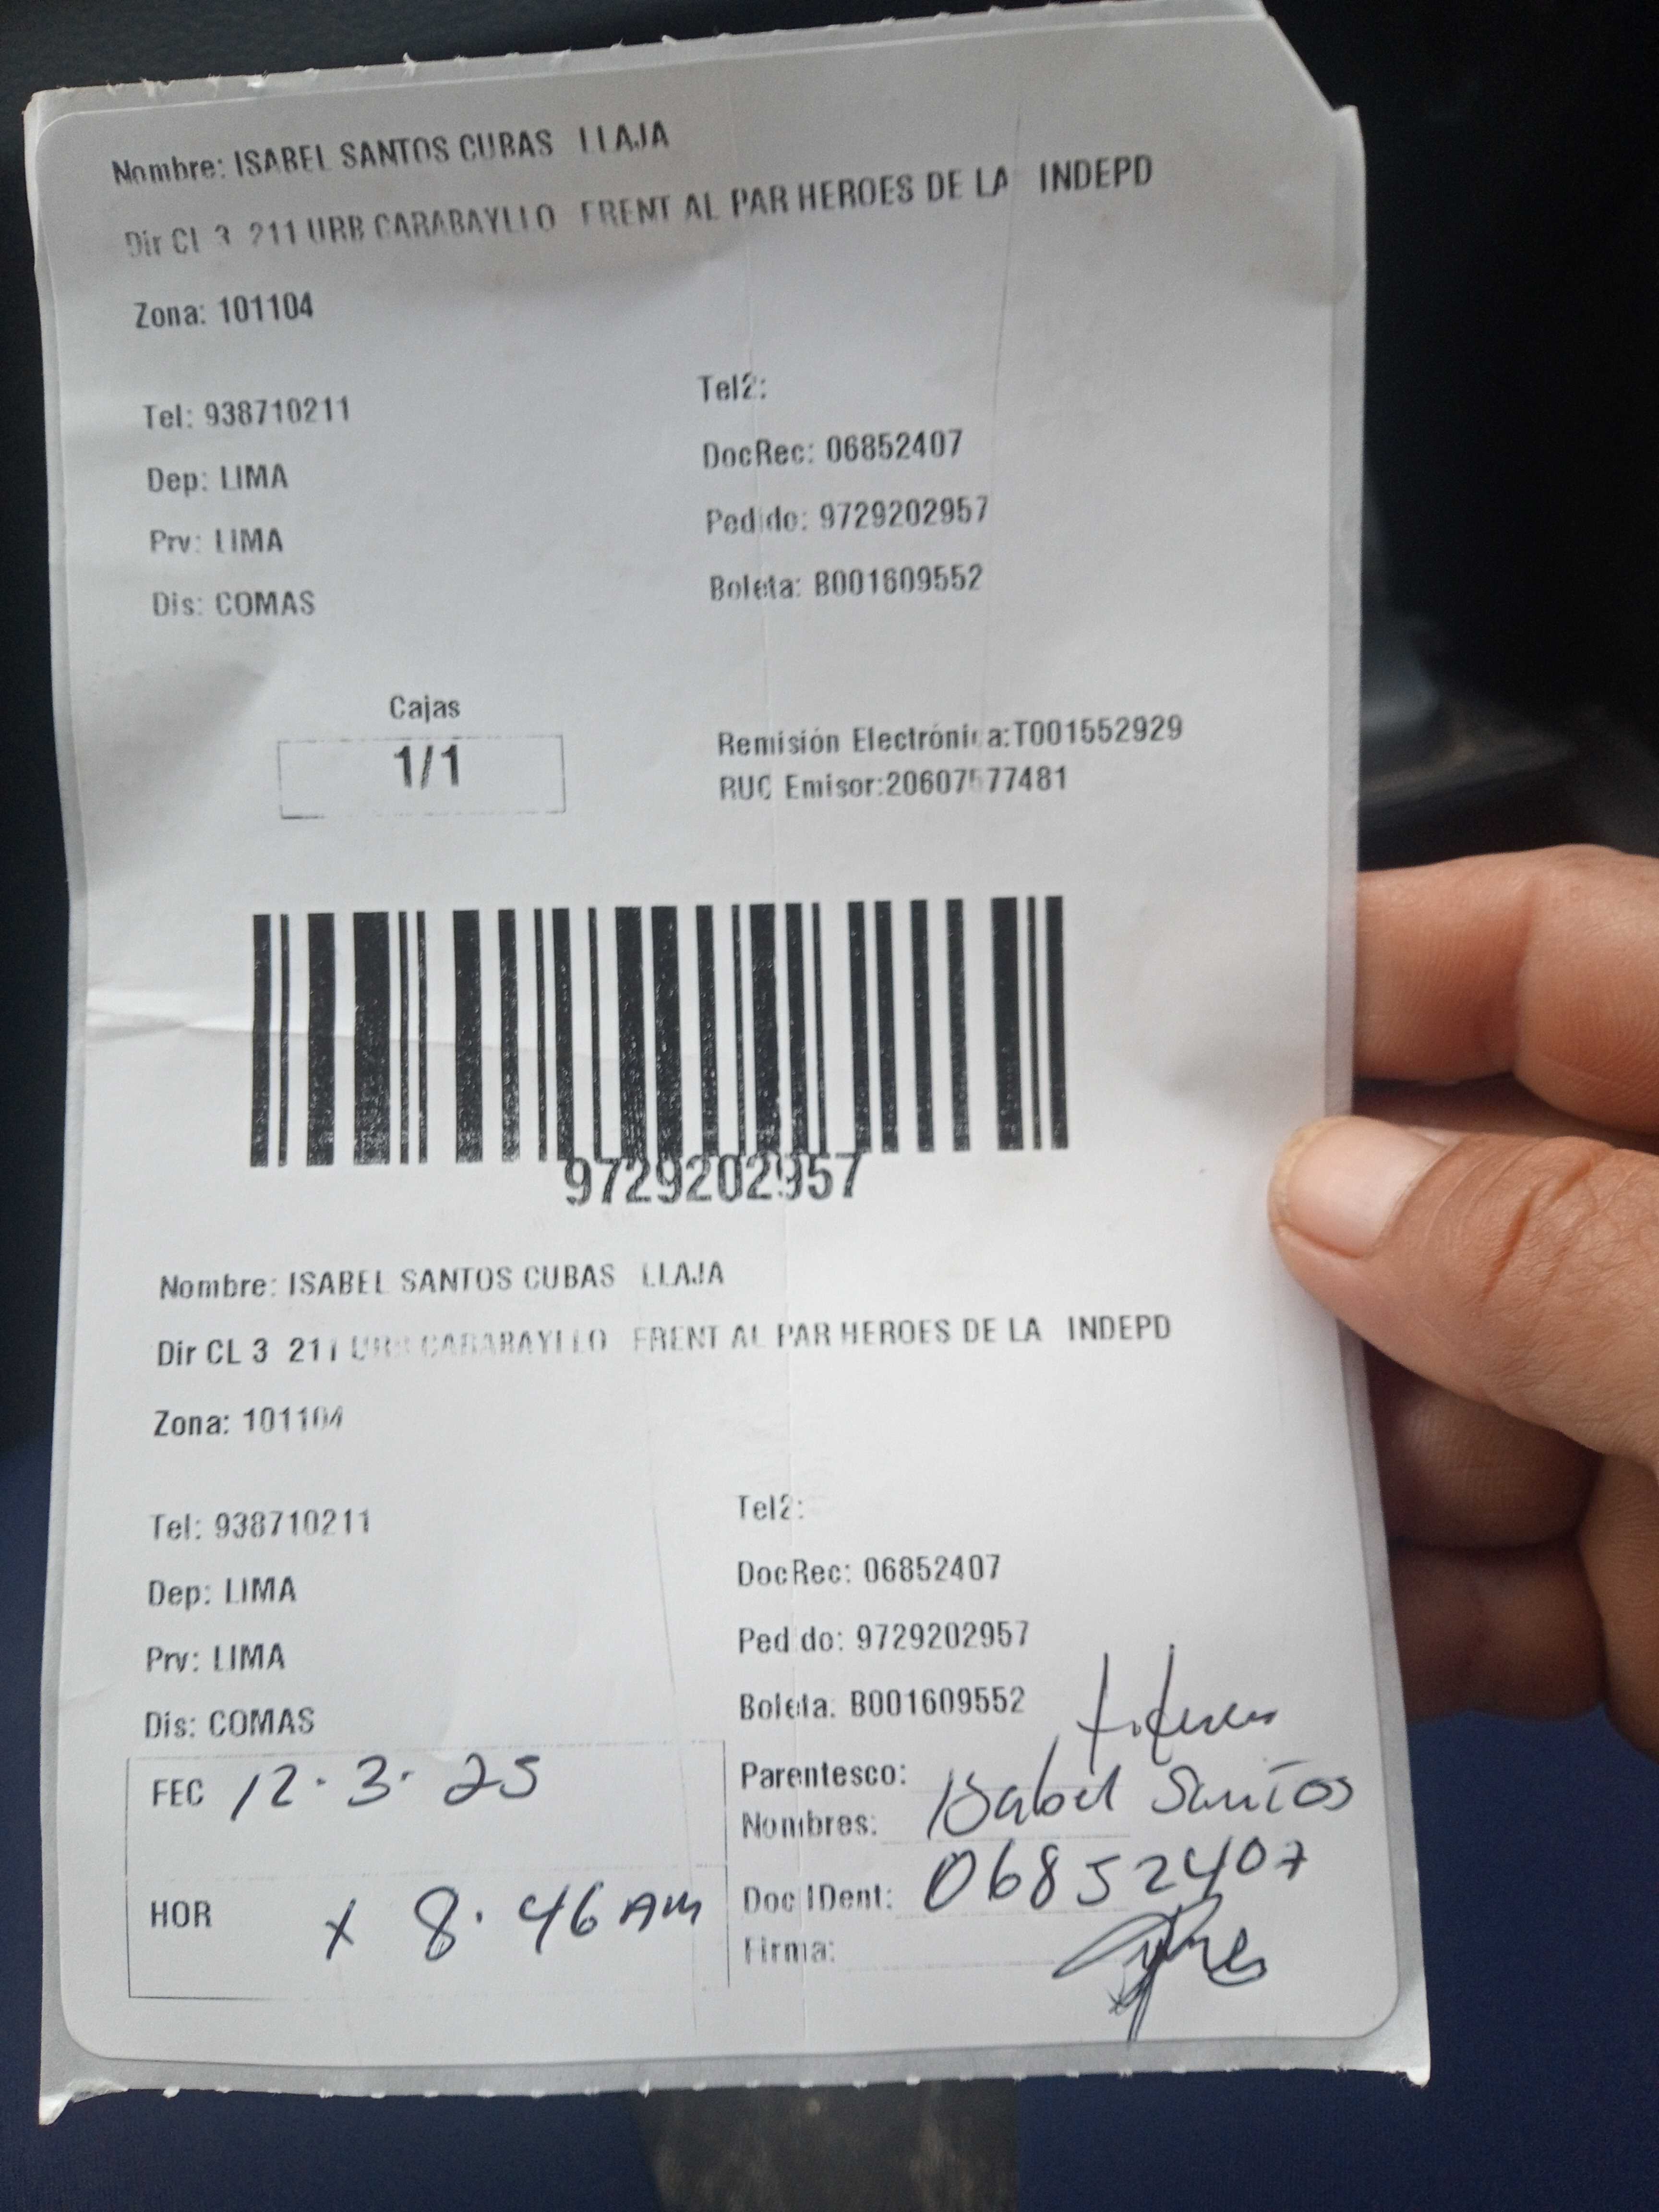 Nombre: ISABEL SANTOS CUBAS LLAJA
Dir CL 3 211 URB CARABAYLLO FRENT AL PAR HEROES DE LA INDEPD
Zona: 101104
Tel: 938710211
Tel2:
DocRec: 06852407
Dep: LIMA
Pedido: 9729202957
Prv: LIMA
Boleta: B001609552
Dis: COMAS
Cajas
1/1
Remisión Electrónica:T001552929
RUC Emisor:20607577481
9729202957
Nombre: ISABEL SANTOS CUBAS LLAJA
Dir CL 3 211 URB CARABAYLLO FRENT AL PAR HEROES DE LA INDEPD
Zona: 101104
Tel: 938710211
Tel2:
DocRec: 06852407
Dep: LIMA
Pedido: 9729202957
Prv: LIMA
Boleta: B001609552
Dis: COMAS
FEC 12.3.25
Parentesco:
Nombres: Isabel Santos
HOR x 8.46 AM
Doc IDent: 06852407
Firma: